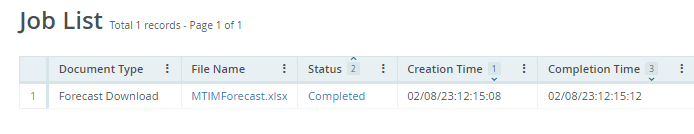 Job List Total 1 records - Page 1 of 1
Document Type File Name Status 2 Creation Time 1 Completion Time 3
1 Forecast Download MTIMForecast.xlsx Completed 02/08/23:12:15:08 02/08/23:12:15:12